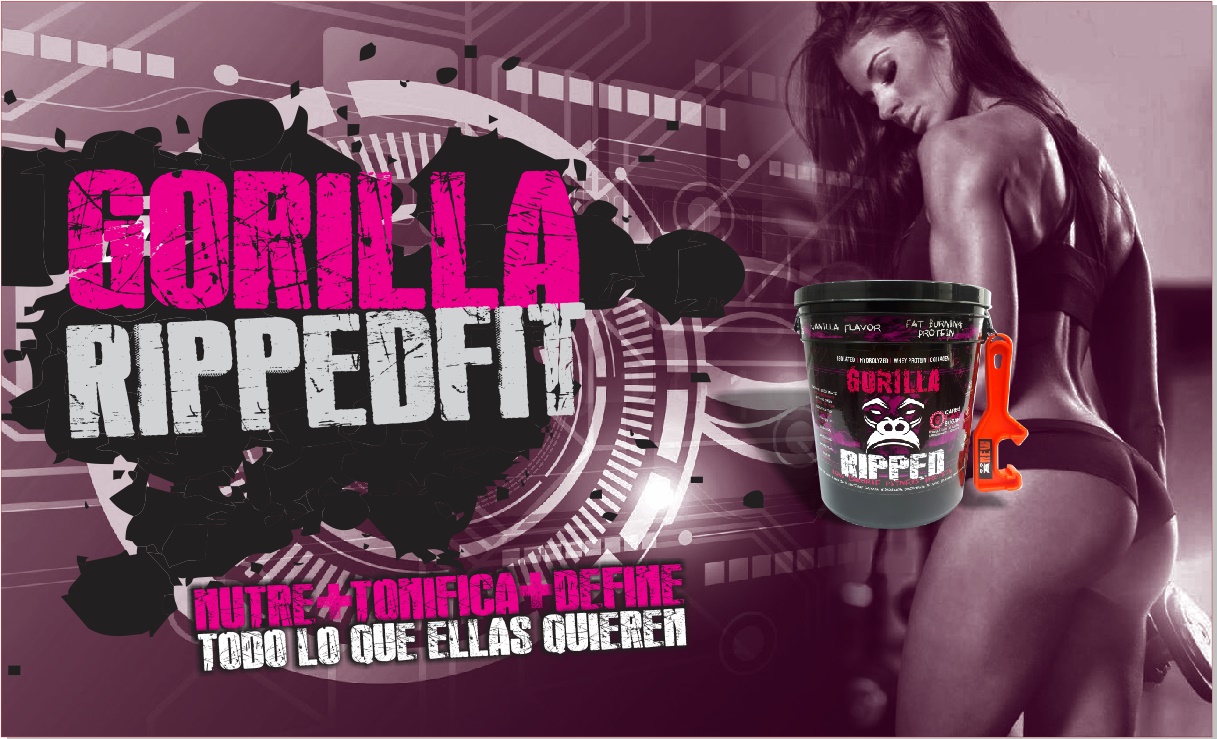 GORILLA
RIPPEDFIT
VANILLA FLAVOR
FAT BURNING
PROTEIN
ISOLATED HYDROLYZED WHEY PROTEIN COLLAGEN
GORILLA
RIPPED
NUTRE+TONIFICA+DEFINE
TODO LO QUE ELLAS QUIEREN